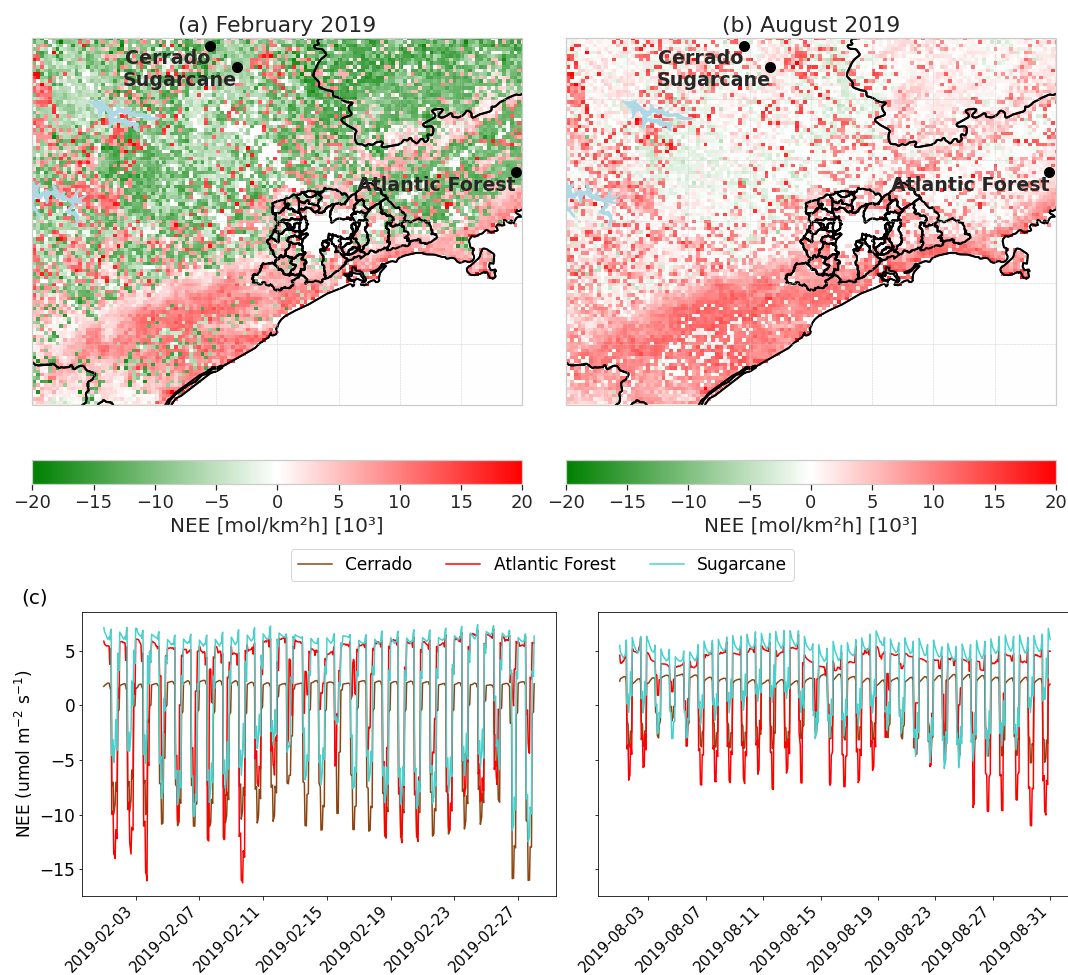 (a) February 2019
(b) August 2019
Cerrado
Sugarcane
Atlantic Forest
Cerrado
Sugarcane
Atlantic Forest
−20 −15 −10 −5 0 5 10 15 20
NEE [mol/km²h] [10³]
−20 −15 −10 −5 0 5 10 15 20
NEE [mol/km²h] [10³]
Cerrado Atlantic Forest Sugarcane
(c)
NEE (umol m⁻² s⁻¹)
5
0
−5
−10
−15
2019-02-03 2019-02-07 2019-02-11 2019-02-15 2019-02-19 2019-02-23 2019-02-27
2019-08-03 2019-08-07 2019-08-11 2019-08-15 2019-08-19 2019-08-23 2019-08-27 2019-08-31